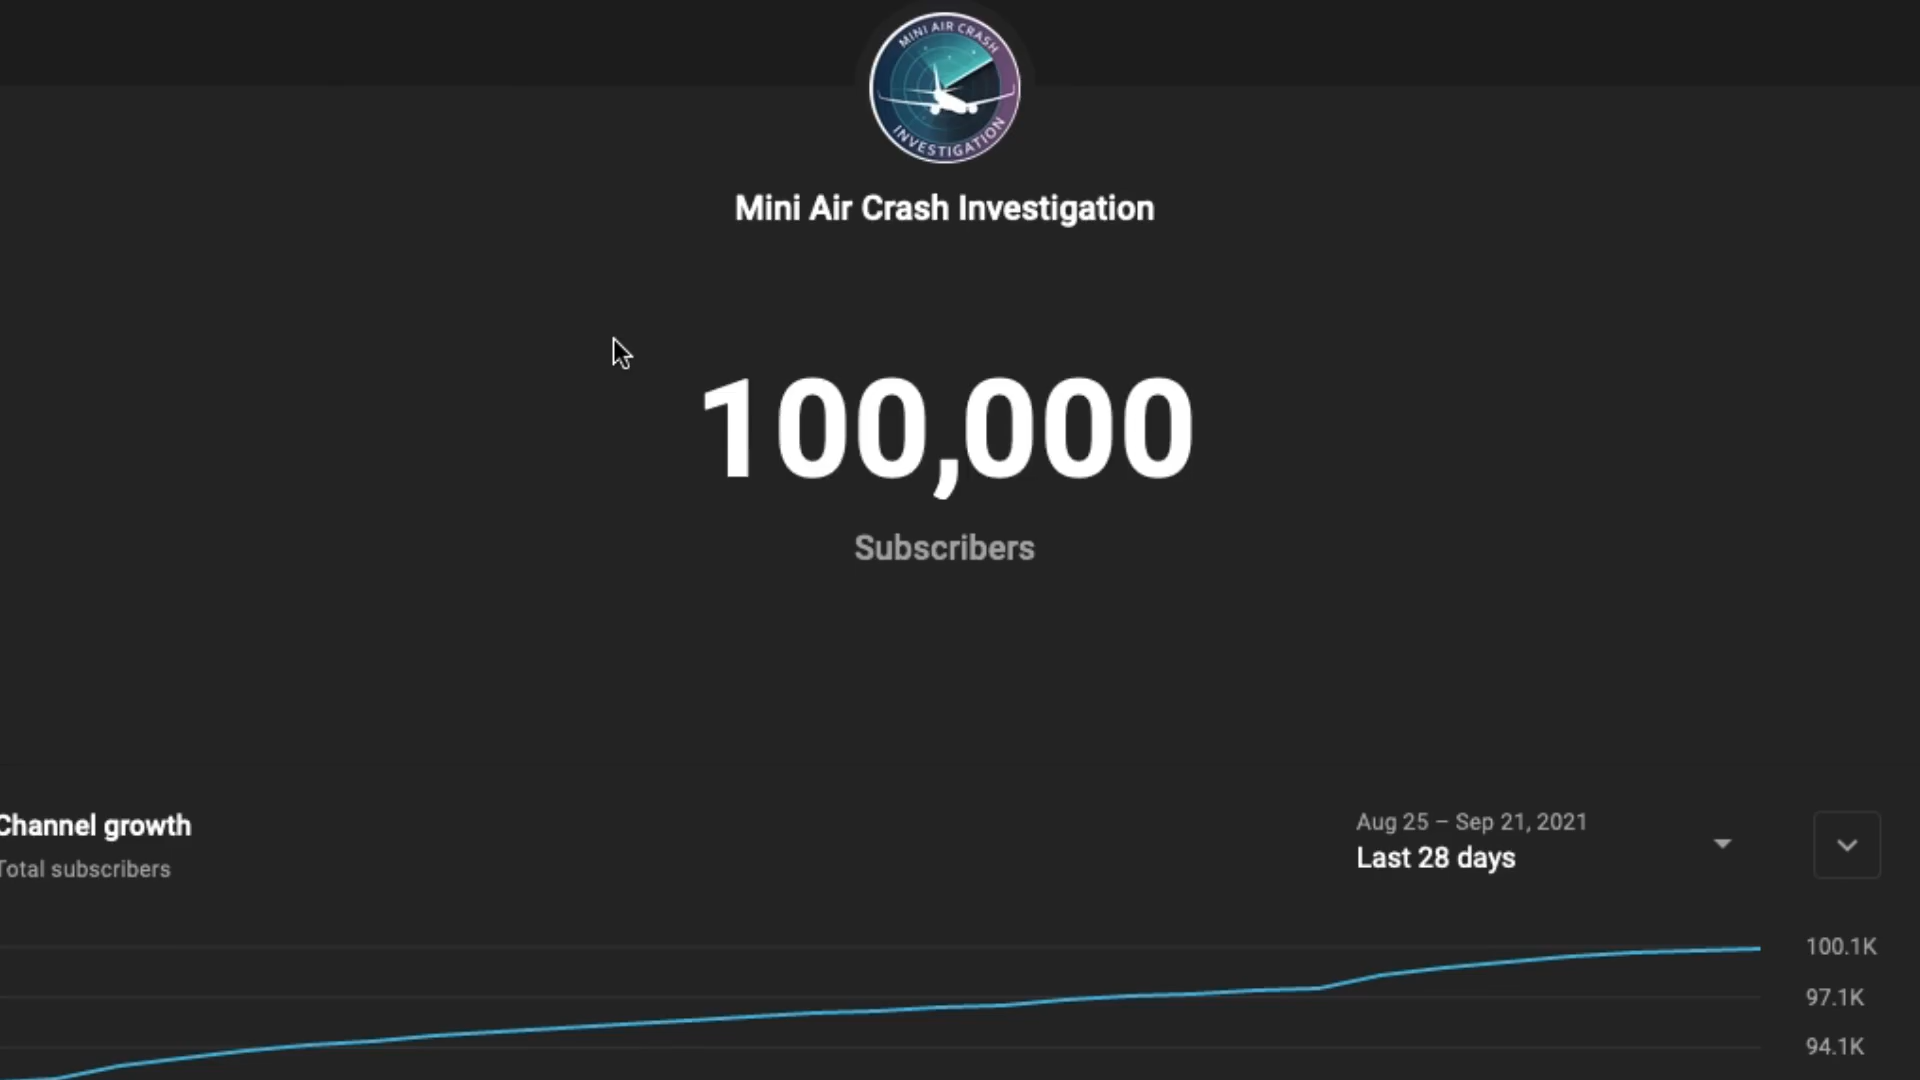 MINI AIR CRASH
INVESTIGATION
Mini Air Crash Investigation
100,000
Subscribers
Channel growth
Total subscribers
Aug 25 – Sep 21, 2021
Last 28 days
100.1K
97.1K
94.1K